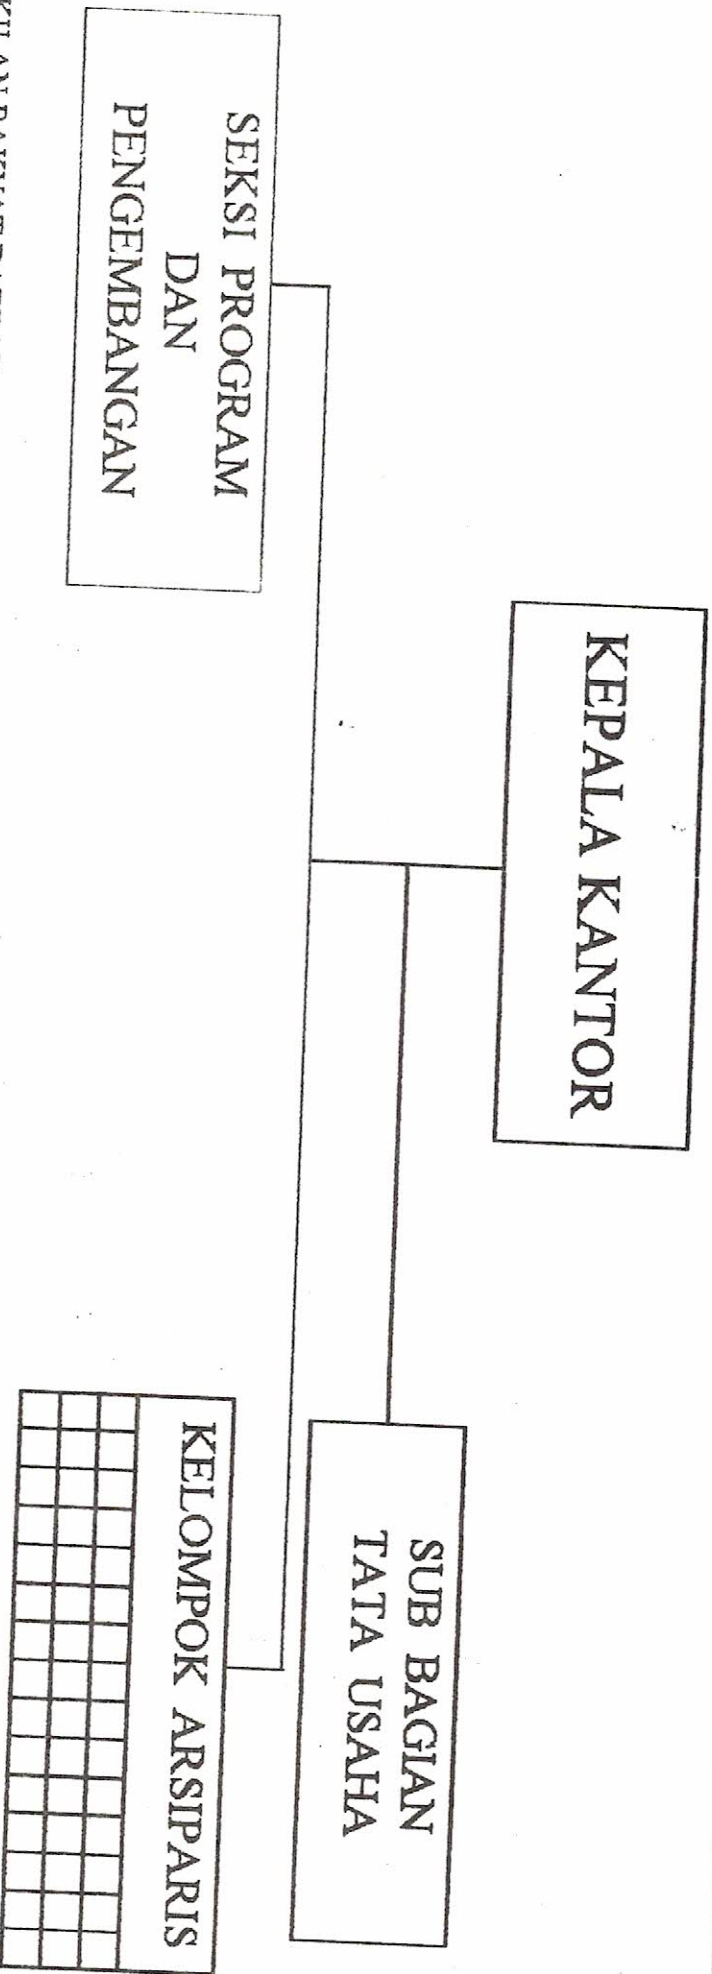 KEPALA KANTOR
SUB BAGIAN
TATA USAHA
SEKSI PROGRAM
DAN
PENGEMBANGAN
KELOMPOK ARSIPARIS